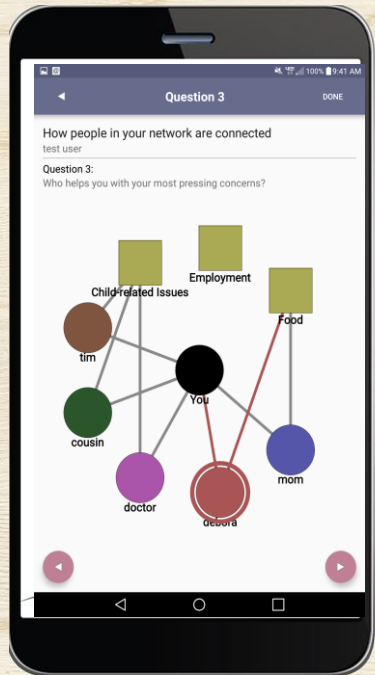 100% 9:41 AM
Question 3
DONE
How people in your network are connected
test user
Question 3:
Who helps you with your most pressing concerns?
Employment
Child-related Issues
Food
tim
You
cousin
mom
doctor
debora